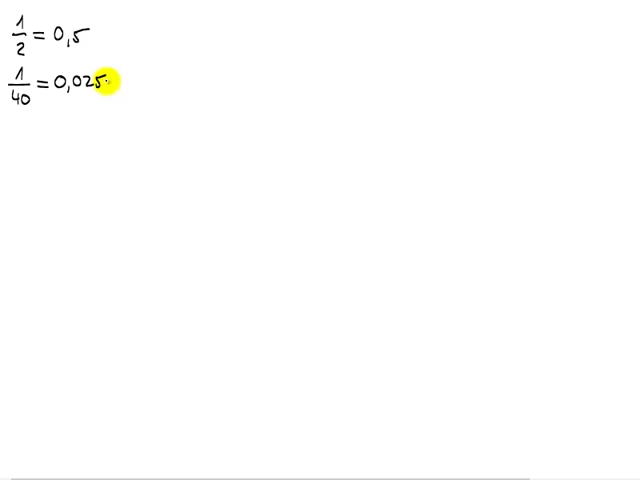 1/2 = 0,5
1/40 = 0,025